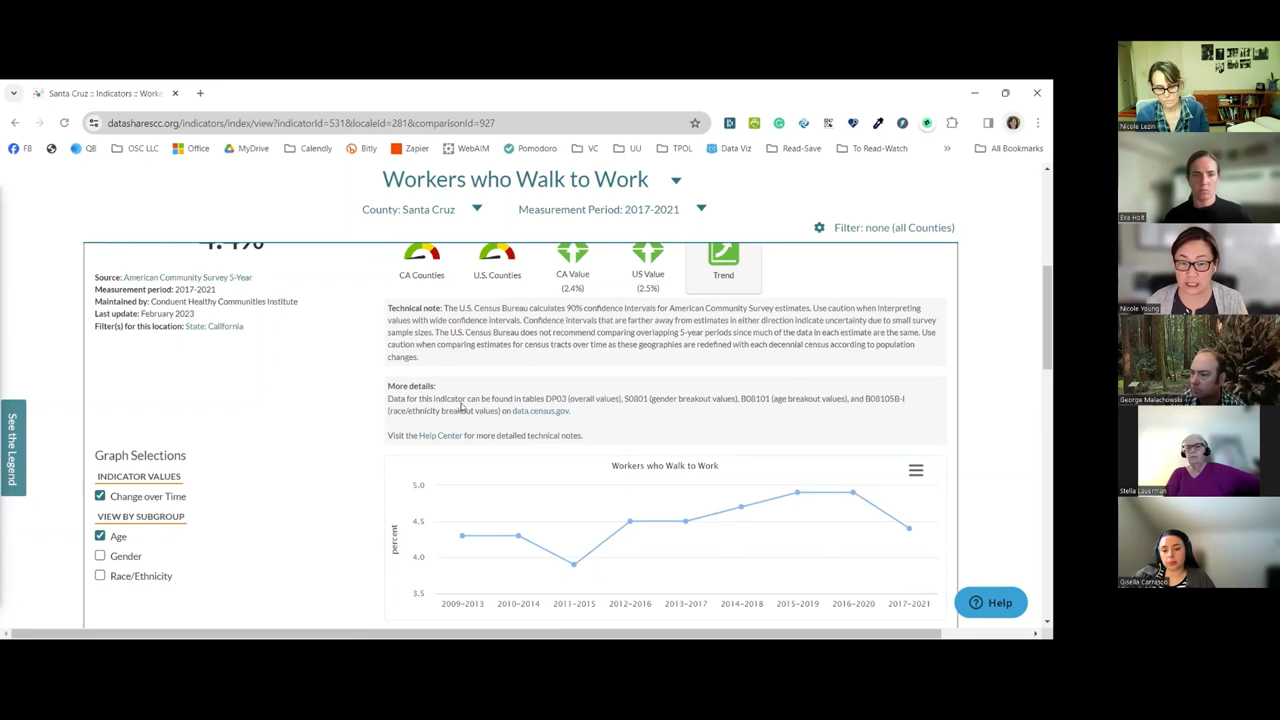 Santa Cruz :: Indicators :: Worke
datasharescc.org/indicators/index/view?indicatorId=531&localeId=281&comparisonId=927
FB
QB
OSC LLC
Office
MyDrive
Calendly
Bitly
Zapier
WebAIM
Pomodoro
VC
UU
TPOL
Data Viz
Read-Save
To Read-Watch
»
All Bookmarks
Workers who Walk to Work
County: Santa Cruz
Measurement Period: 2017-2021
Filter: none (all Counties)
4.4%
Source: American Community Survey 5-Year
Measurement period: 2017-2021
Maintained by: Conduent Healthy Communities Institute
Last update: February 2023
Filter(s) for this location: State: California
CA Counties
U.S. Counties
CA Value
(2.4%)
US Value
(2.5%)
Trend
Technical note: The U.S. Census Bureau calculates 90% confidence intervals for American Community Survey estimates. Use caution when interpreting
values with wide confidence intervals. Confidence intervals that are farther away from estimates in either direction indicate uncertainty due to small survey
sample sizes. The U.S. Census Bureau does not recommend comparing overlapping 5-year periods since much of the data in each estimate are the same. Use
caution when comparing estimates for census tracts over time as these geographies are redefined with each decennial census according to population
changes.
More details:
Data for this indicator can be found in tables DP03 (overall values), S0801 (gender breakout values), B08101 (age breakout values), and B08105B-I
(race/ethnicity breakout values) on data.census.gov.
Visit the Help Center for more detailed technical notes.
See the Legend
Graph Selections
INDICATOR VALUES
Change over Time
VIEW BY SUBGROUP
Age
Gender
Race/Ethnicity
Workers who Walk to Work
percent
5.0
4.5
4.0
3.5
2009-2013
2010-2014
2011-2015
2012-2016
2013-2017
2014-2018
2015-2019
2016-2020
2017-2021
Help
Nicole Lezin
Eva Holt
Nicole Young
George Malachowski
Stella Lauerman
Gisella Carrasco